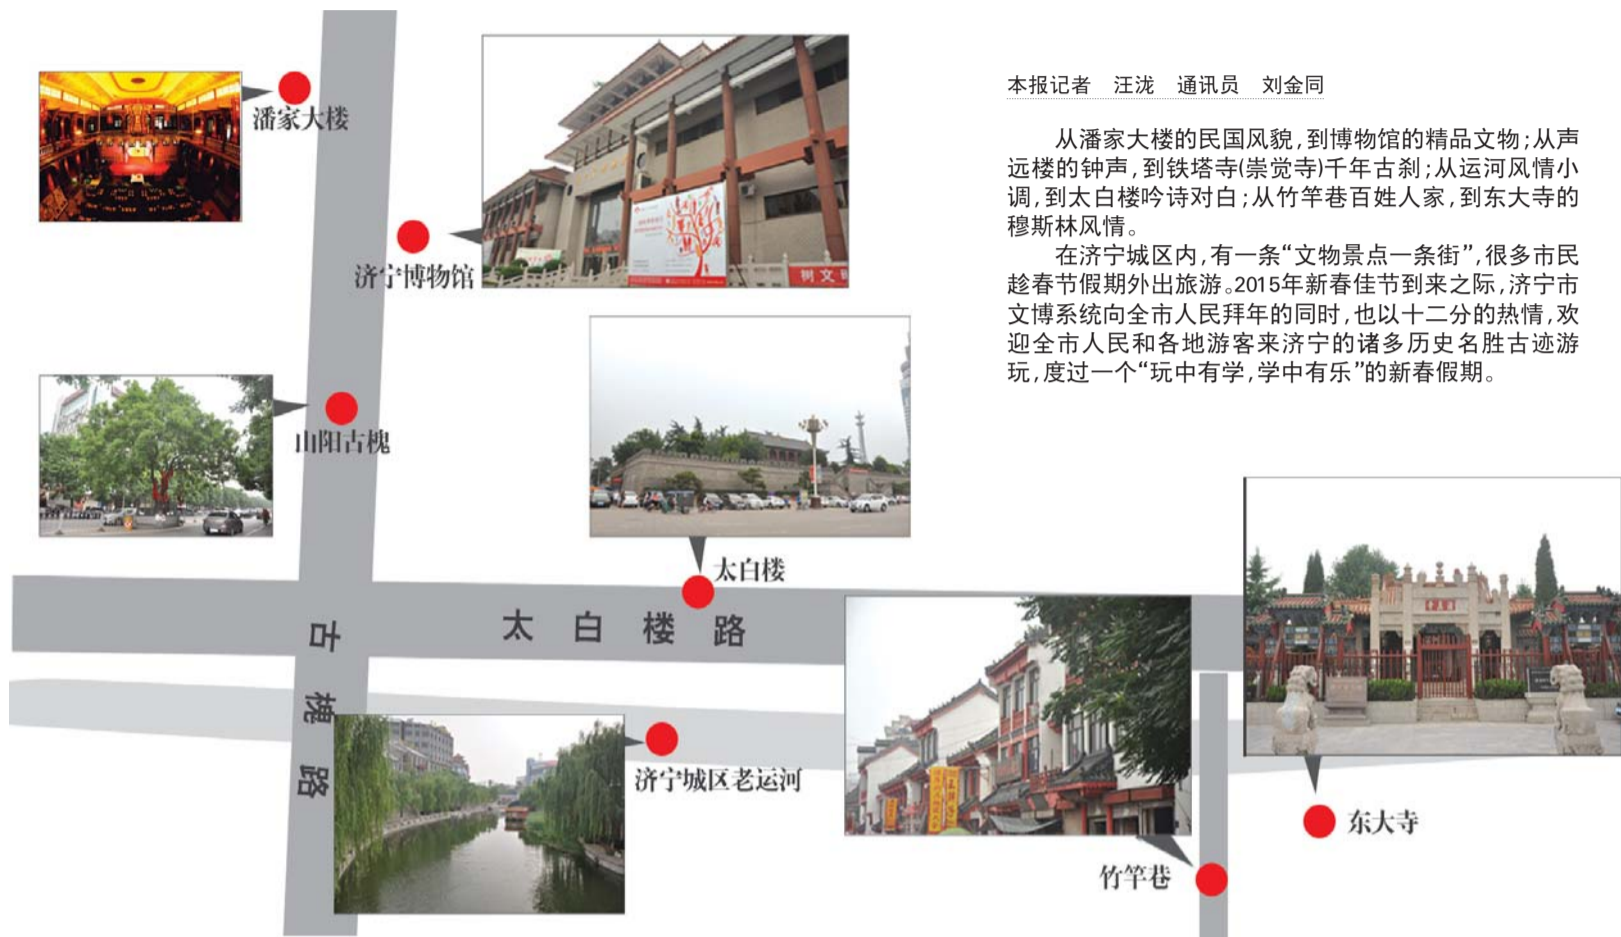 本报记者 汪泷 通讯员 刘金同
从潘家大楼的民国风貌,到博物馆的精品文物;从声
远楼的钟声,到铁塔寺(崇觉寺)千年古刹;从运河风情小
调,到太白楼吟诗对白;从竹竿巷百姓人家,到东大寺的
穆斯林风情。
在济宁城区内,有一条“文物景点一条街”,很多市民
趁春节假期外出旅游。2015年新春佳节到来之际,济宁市
文博系统向全市人民拜年的同时,也以十二分的热情,欢
迎全市人民和各地游客来济宁的诸多历史名胜古迹游
玩,度过一个“玩中有学,学中有乐”的新春假期。
潘家大楼
济宁博物馆
树文明
山阳古槐
太白楼
太白楼路
古槐路
济宁城区老运河
竹竿巷
东大寺